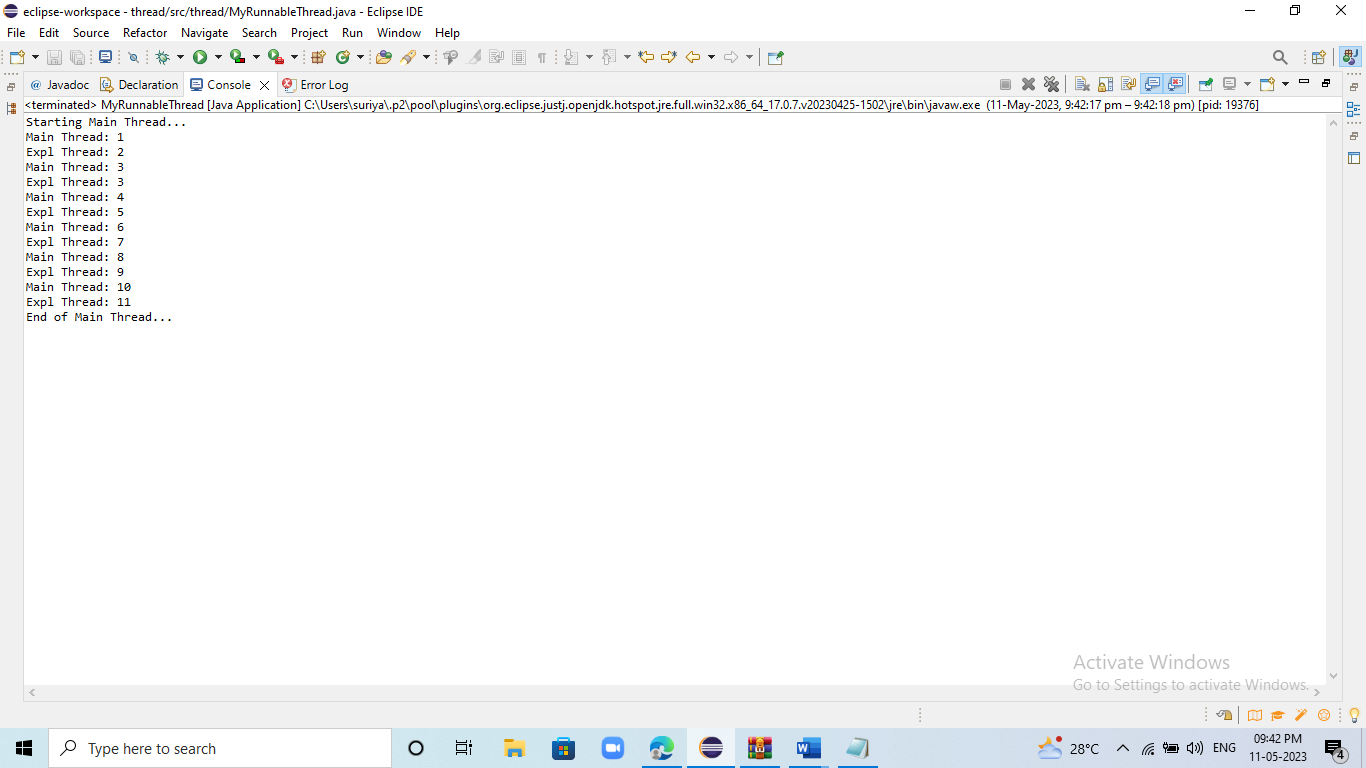 eclipse-workspace - thread/src/thread/MyRunnableThread.java - Eclipse IDE
File Edit Source Refactor Navigate Search Project Run Window Help
@ Javadoc Declaration Console Error Log
<terminated> MyRunnableThread [Java Application] C:\Users\suriya\.p2\pool\plugins\org.eclipse.justj.openjdk.hotspot.jre.full.win32.x86_64_17.0.7.v20230425-1502\jre\bin\javaw.exe (11-May-2023, 9:42:17 pm – 9:42:18 pm) [pid: 19376]
Starting Main Thread...
Main Thread: 1
Expl Thread: 2
Main Thread: 3
Expl Thread: 3
Main Thread: 4
Expl Thread: 5
Main Thread: 6
Expl Thread: 7
Main Thread: 8
Expl Thread: 9
Main Thread: 10
Expl Thread: 11
End of Main Thread...
Activate Windows
Go to Settings to activate Windows.
Type here to search
28°C
ENG
09:42 PM
11-05-2023
4